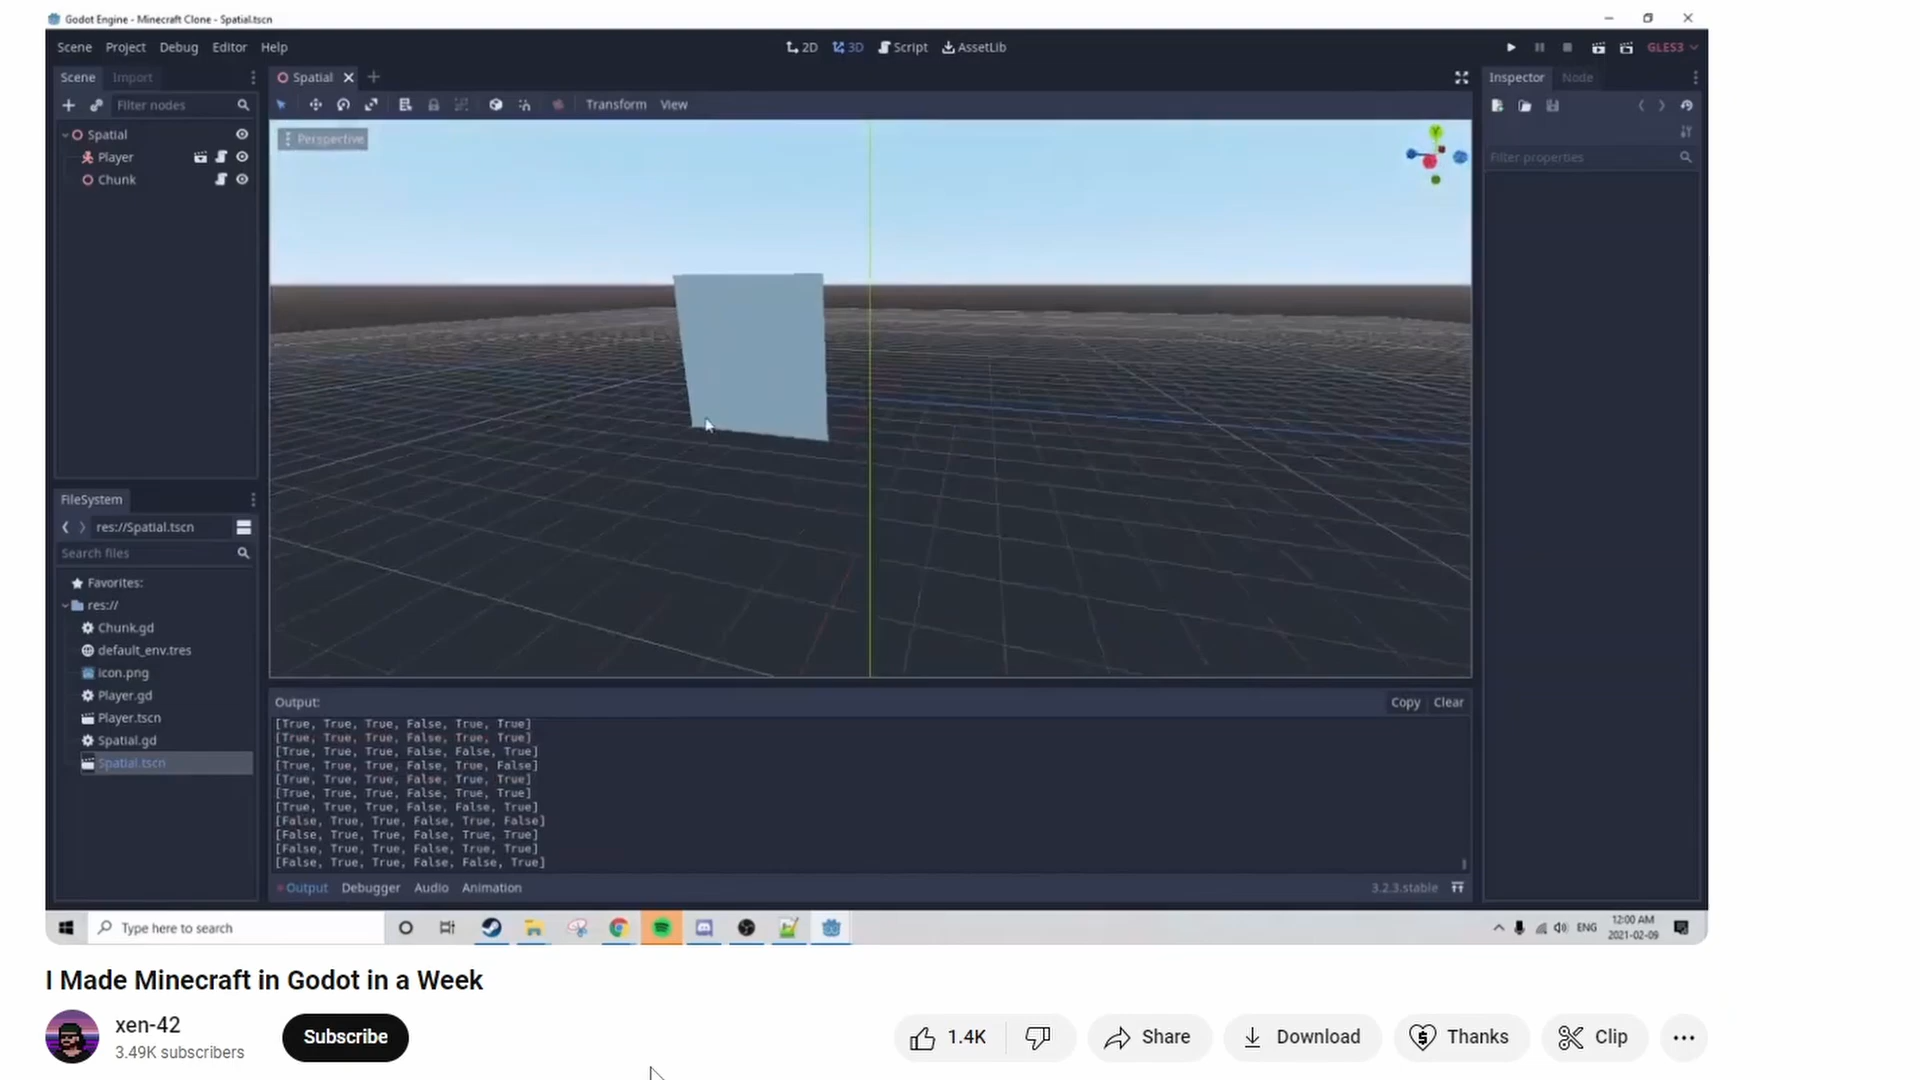 Godot Engine - Minecraft Clone - Spatial.tscn
Scene Project Debug Editor Help
2D 3D Script AssetLib
GLES3
Scene Import
Spatial
Inspector Node
Filter nodes
Transform View
Spatial
Player
Chunk
Perspective
Y
Filter properties
FileSystem
res://Spatial.tscn
Search files
Favorites:
res://
Chunk.gd
default_env.tres
icon.png
Player.gd
Player.tscn
Spatial.gd
Spatial.tscn
Output:
Copy Clear
[True, True, True, False, True, True]
[True, True, True, False, True, True]
[True, True, True, False, False, True]
[True, True, True, False, True, False]
[True, True, True, False, True, True]
[True, True, True, False, True, True]
[True, True, True, False, False, True]
[False, True, True, False, True, False]
[False, True, True, False, True, True]
[False, True, True, False, True, True]
[False, True, True, False, False, True]
Output Debugger Audio Animation
3.2.3.stable
Type here to search
ENG
12:00 AM
2021-02-09
I Made Minecraft in Godot in a Week
xen-42
3.49K subscribers
Subscribe
1.4K
Share
Download
Thanks
Clip